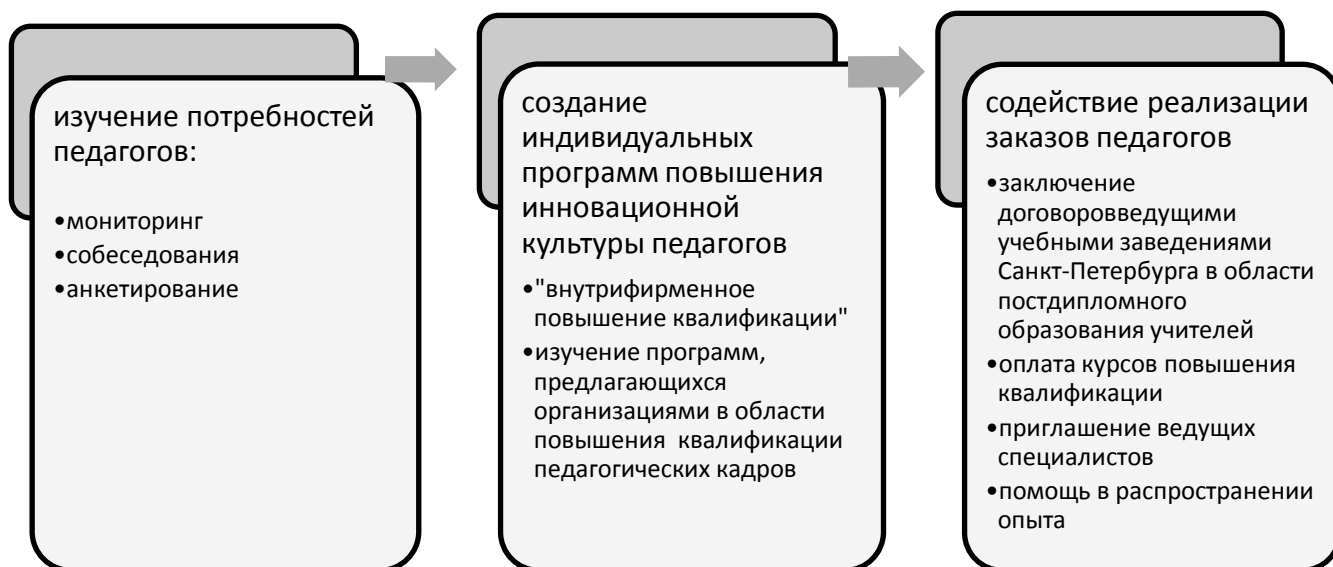 изучение потребностей
педагогов:
•мониторинг
•собеседования
•анкетирование
создание
индивидуальных
программ повышения
инновационной
культуры педагогов
•"внутрифирменное
повышение квалификации"
•изучение программ,
предлагающихся
организациями в области
повышения квалификации
педагогических кадров
содействие реализации
заказов педагогов
•заключение
договоровведущими
учебными заведениями
Санкт-Петербурга в области
постдипломного
образования учителей
•оплата курсов повышения
квалификации
•приглашение ведущих
специалистов
•помощь в распространении
опыта